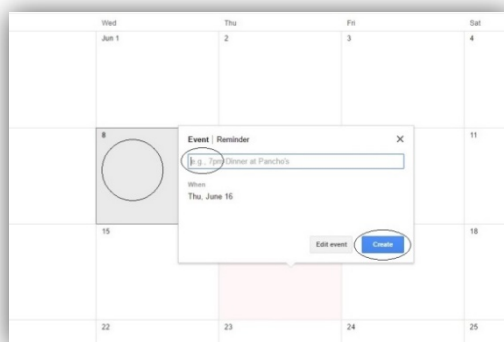 Wed Thu Fri Sat
Jun 1 2 3 4
8 11
Event | Reminder
e.g., 7pm Dinner at Pancho's
When
Thu, June 16
15 18
Edit event Create
22 23 24 25